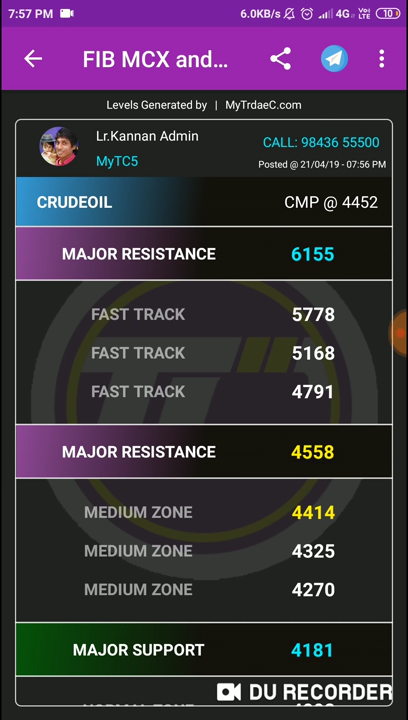 7:57 PM 6.0KB/s 4G VoLTE 10
FIB MCX and...
Levels Generated by | MyTrdaeC.com
Lr.Kannan Admin
CALL: 98436 55500
MyTC5
Posted @ 21/04/19 - 07:56 PM
CRUDEOIL CMP @ 4452
MAJOR RESISTANCE 6155
FAST TRACK 5778
FAST TRACK 5168
FAST TRACK 4791
MAJOR RESISTANCE 4558
MEDIUM ZONE 4414
MEDIUM ZONE 4325
MEDIUM ZONE 4270
MAJOR SUPPORT 4181
DU RECORDER